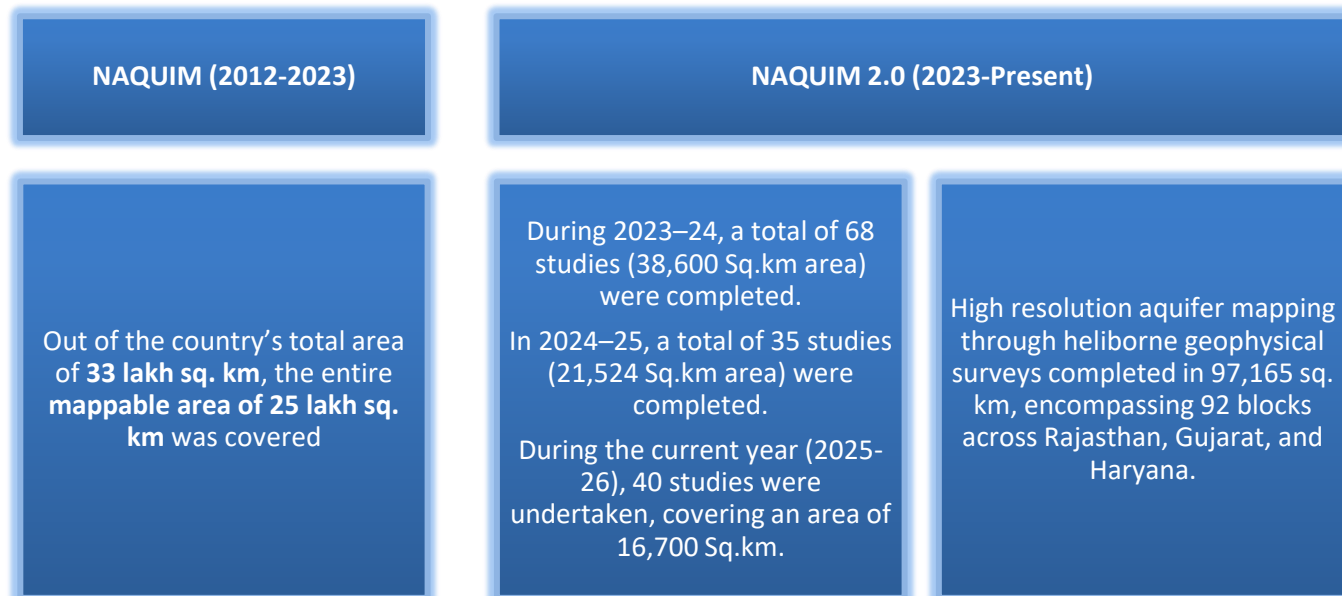 NAQUIM (2012-2023)
NAQUIM 2.0 (2023-Present)
Out of the country’s total area
of 33 lakh sq. km, the entire
mappable area of 25 lakh sq.
km was covered
During 2023–24, a total of 68
studies (38,600 Sq.km area)
were completed.
In 2024–25, a total of 35 studies
(21,524 Sq.km area) were
completed.
During the current year (2025-
26), 40 studies were
undertaken, covering an area of
16,700 Sq.km.
High resolution aquifer mapping
through heliborne geophysical
surveys completed in 97,165 sq.
km, encompassing 92 blocks
across Rajasthan, Gujarat, and
Haryana.